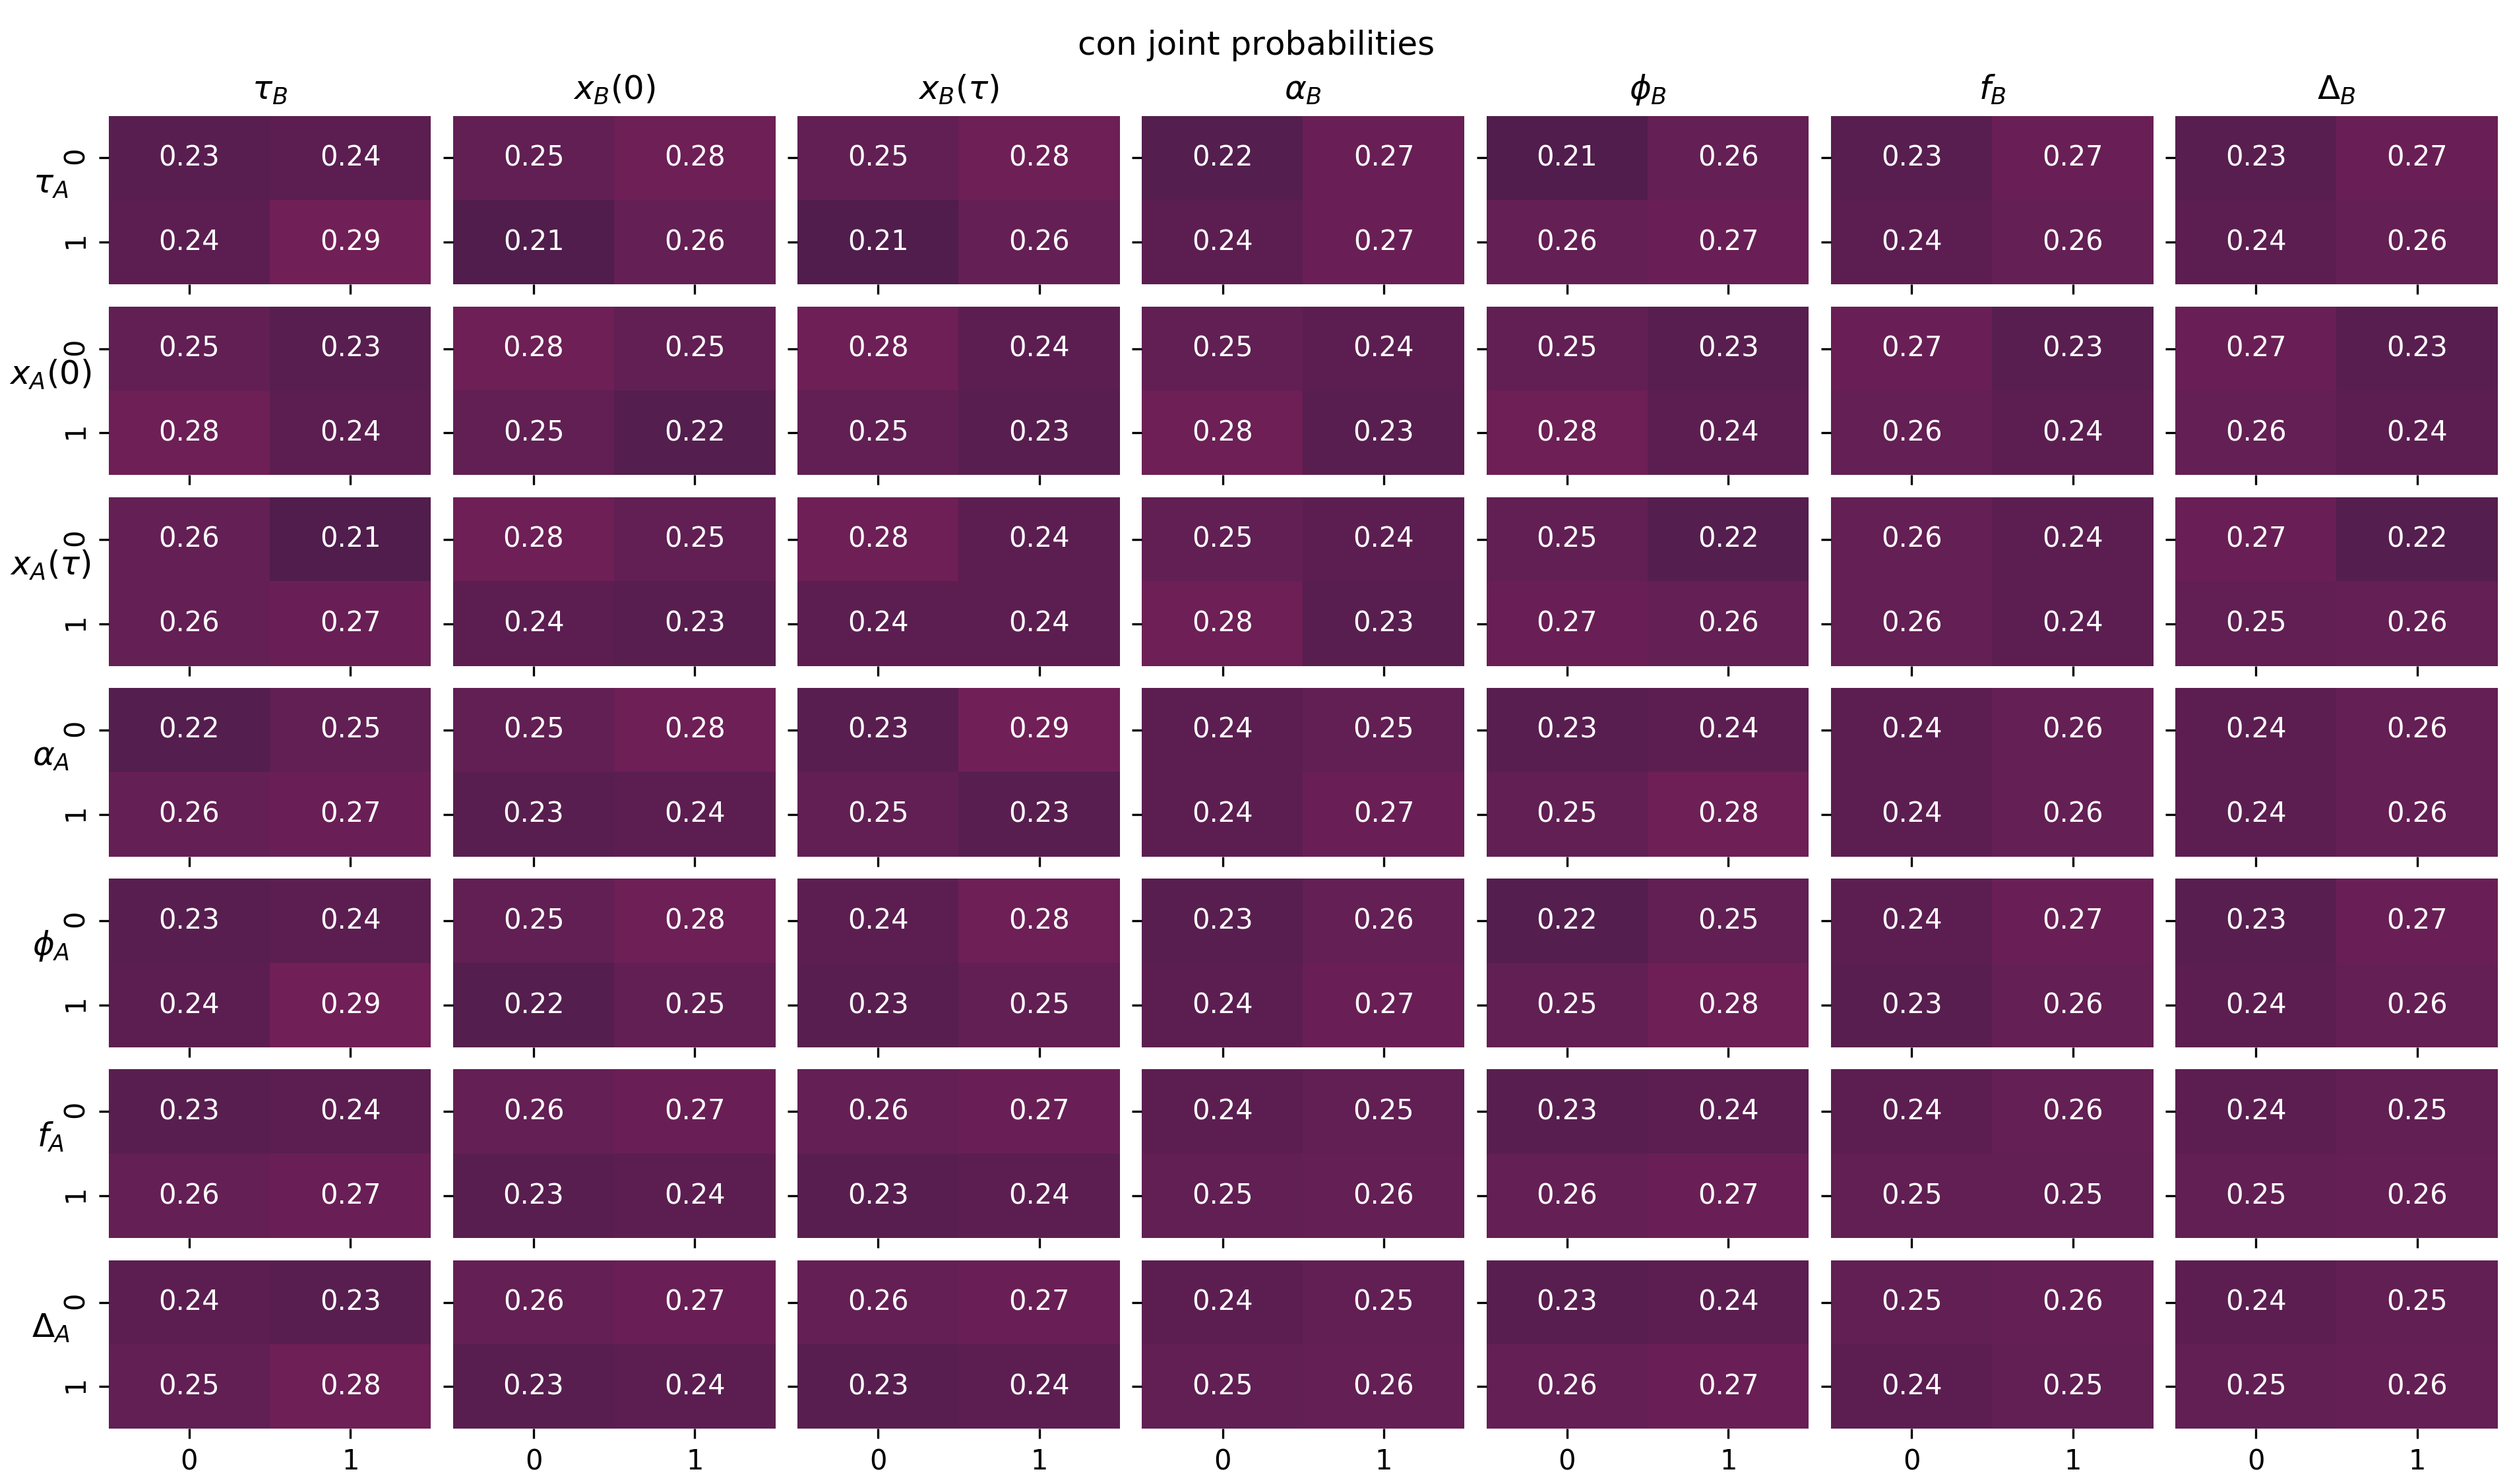 con joint probabilities
τ_B x_B(0) x_B(τ) α_B ϕ_B f_B Δ_B
0 0.23 0.24 0.25 0.28 0.25 0.28 0.22 0.27 0.21 0.26 0.23 0.27 0.23 0.27
τ_A
1 0.24 0.29 0.21 0.26 0.21 0.26 0.24 0.27 0.26 0.27 0.24 0.26 0.24 0.26
0 0.25 0.23 0.28 0.25 0.28 0.24 0.25 0.24 0.25 0.23 0.27 0.23 0.27 0.23
x_A(0)
1 0.28 0.24 0.25 0.22 0.25 0.23 0.28 0.23 0.28 0.24 0.26 0.24 0.26 0.24
0 0.26 0.21 0.28 0.25 0.28 0.24 0.25 0.24 0.25 0.22 0.26 0.24 0.27 0.22
x_A(τ)
1 0.26 0.27 0.24 0.23 0.24 0.24 0.28 0.23 0.27 0.26 0.26 0.24 0.25 0.26
0 0.22 0.25 0.25 0.28 0.23 0.29 0.24 0.25 0.23 0.24 0.24 0.26 0.24 0.26
α_A
1 0.26 0.27 0.23 0.24 0.25 0.23 0.24 0.27 0.25 0.28 0.24 0.26 0.24 0.26
0 0.23 0.24 0.25 0.28 0.24 0.28 0.23 0.26 0.22 0.25 0.24 0.27 0.23 0.27
ϕ_A
1 0.24 0.29 0.22 0.25 0.23 0.25 0.24 0.27 0.25 0.28 0.23 0.26 0.24 0.26
0 0.23 0.24 0.26 0.27 0.26 0.27 0.24 0.25 0.23 0.24 0.24 0.26 0.24 0.25
f_A
1 0.26 0.27 0.23 0.24 0.23 0.24 0.25 0.26 0.26 0.27 0.25 0.25 0.25 0.26
0 0.24 0.23 0.26 0.27 0.26 0.27 0.24 0.25 0.23 0.24 0.25 0.26 0.24 0.25
Δ_A
1 0.25 0.28 0.23 0.24 0.23 0.24 0.25 0.26 0.26 0.27 0.24 0.25 0.25 0.26
0 1 0 1 0 1 0 1 0 1 0 1 0 1